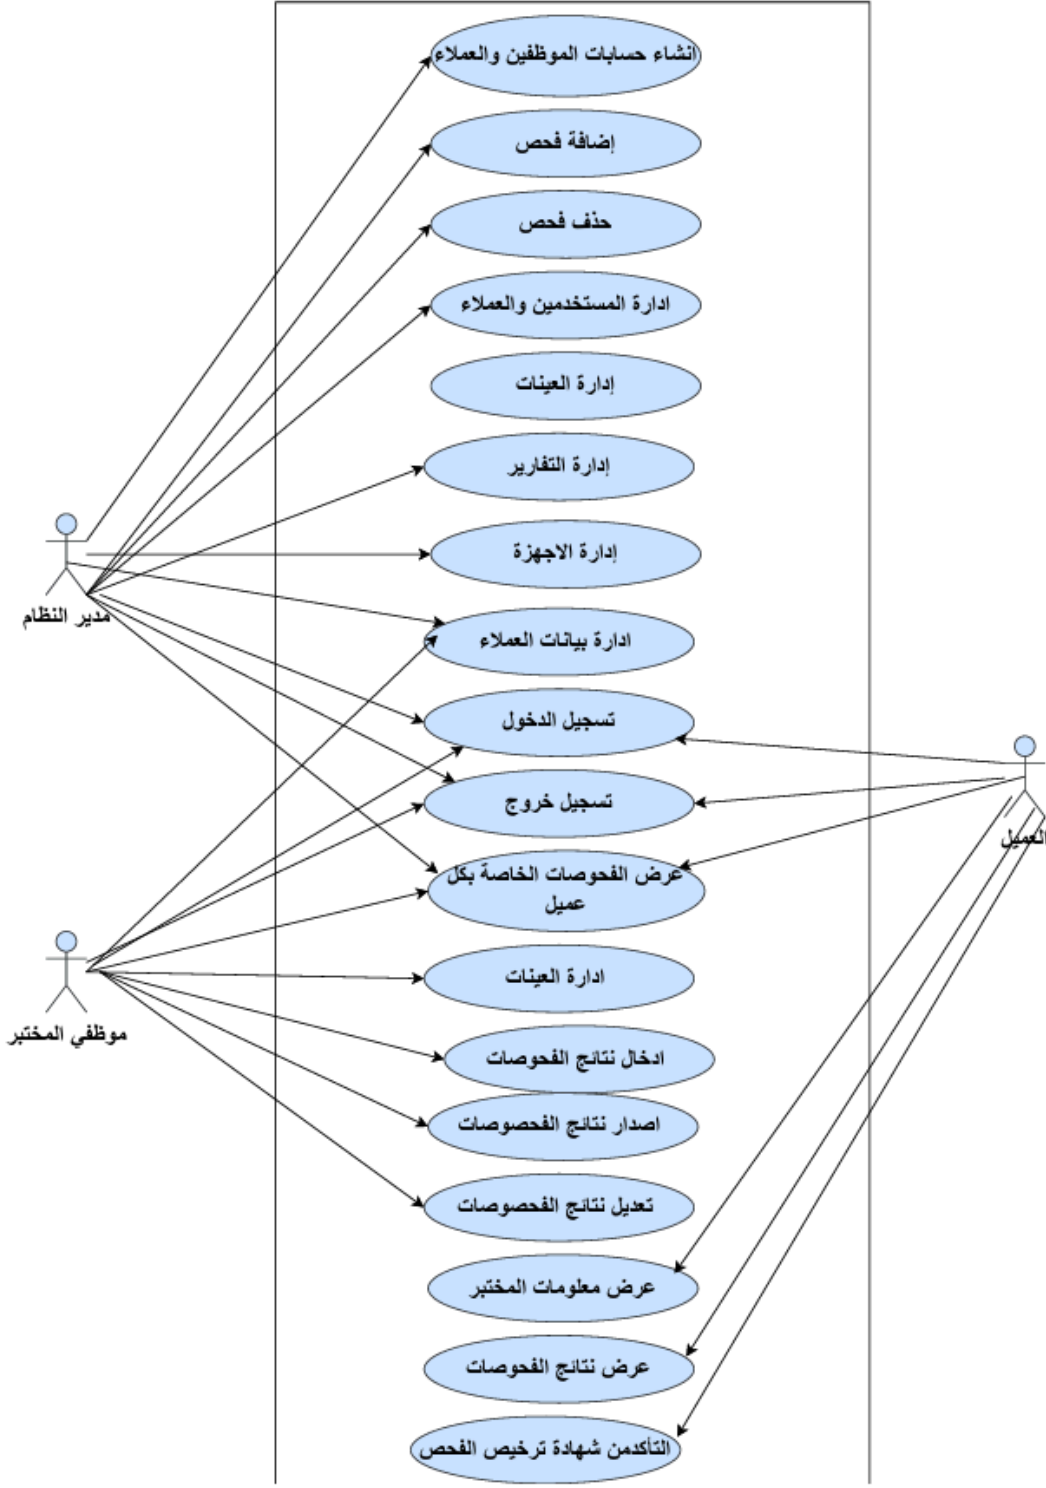 انشاء حسابات الموظفين والعملاء
إضافة فحص
حذف فحص
ادارة المستخدمين والعملاء
إدارة العينات
إدارة التفارير
إدارة الاجهزة
مدير النظام
ادارة بيانات العملاء
تسجيل الدخول
تسجيل خروج
العميل
عرض الفحوصات الخاصة بكل
عميل
ادارة العينات
موظفي المختبر
ادخال نتائج الفحوصات
اصدار نتائج الفحصوصات
تعديل نتائج الفحصوصات
عرض معلومات المختبر
عرض نتائج الفحوصات
التأكدمن شهادة ترخيص الفحص